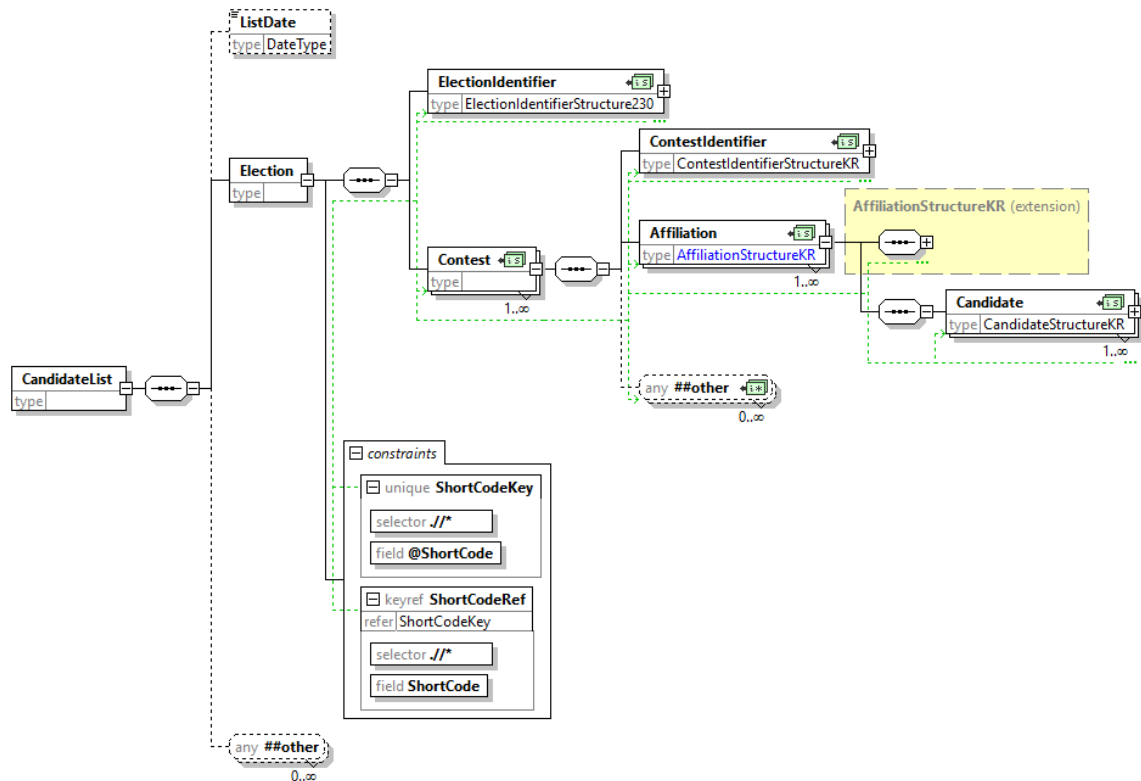 ListDate
type DateType
ElectionIdentifier
type ElectionIdentifierStructure230
ContestIdentifier
type ContestIdentifierStructureKR
Election
type
AffiliationStructureKR (extension)
Affiliation
type AffiliationStructureKR
1..∞
Contest
type
1..∞
Candidate
type CandidateStructureKR
1..∞
CandidateList
type
any ##other
0..∞
constraints
unique ShortCodeKey
selector .//*
field @ShortCode
keyref ShortCodeRef
refer ShortCodeKey
selector .//*
field ShortCode
any ##other
0..∞